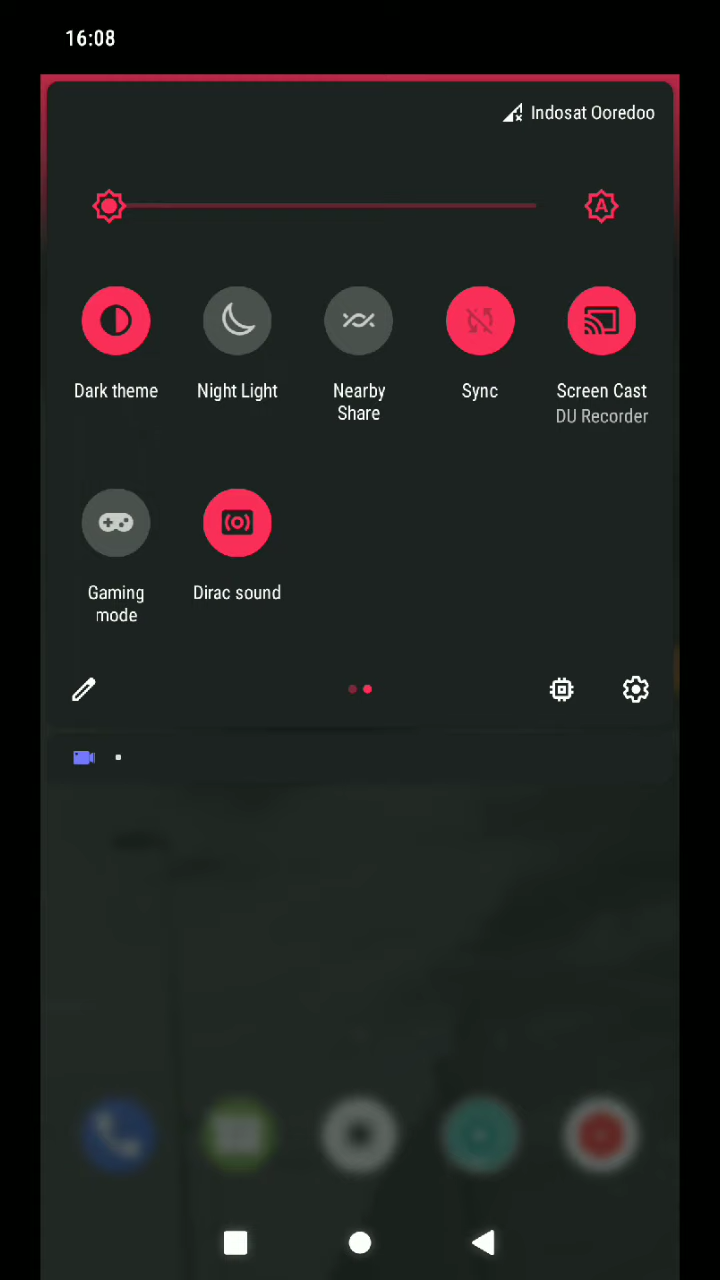 16:08
Indosat Ooredoo
A
Dark theme
Night Light
Nearby
Share
Sync
Screen Cast
DU Recorder
Gaming
mode
Dirac sound